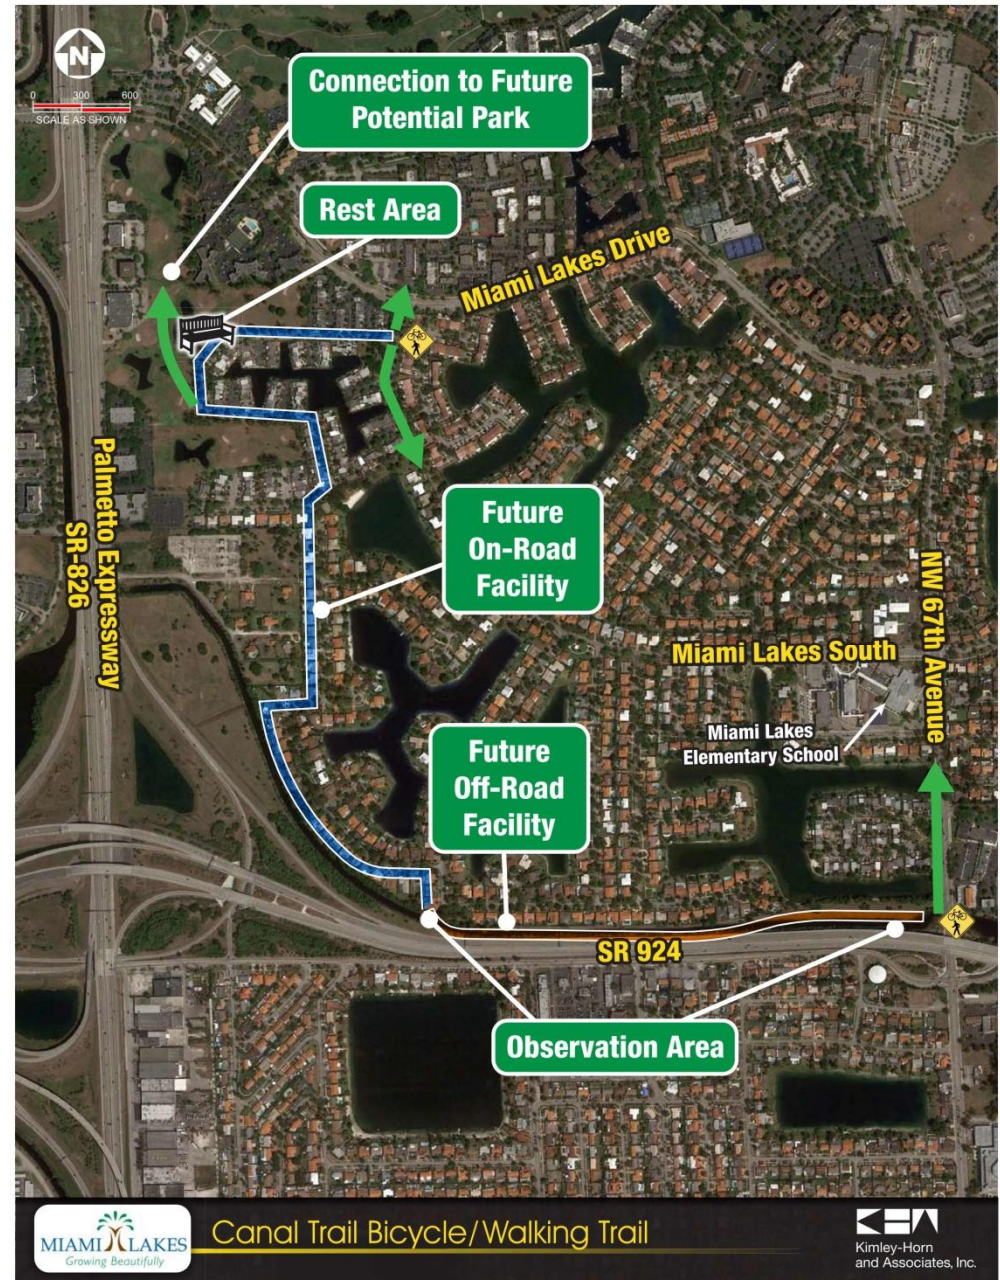 N
0 300 600
SCALE AS SHOWN
Connection to Future
Potential Park
Rest Area
Miami Lakes Drive
Palmetto Expressway
SR-826
Future
On-Road
Facility
NW 67th Avenue
Miami Lakes South
Miami Lakes
Elementary School
Future
Off-Road
Facility
SR 924
Observation Area
MIAMI LAKES
Growing Beautifully
Canal Trail Bicycle/Walking Trail
Kimley-Horn
and Associates, Inc.